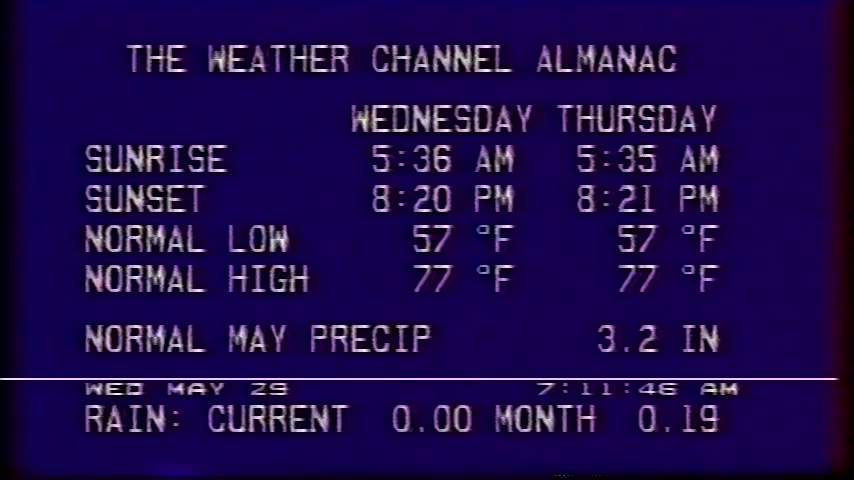 THE WEATHER CHANNEL ALMANAC
WEDNESDAY THURSDAY
SUNRISE 5:36 AM 5:35 AM
SUNSET 8:20 PM 8:21 PM
NORMAL LOW 57 °F 57 °F
NORMAL HIGH 77 °F 77 °F
NORMAL MAY PRECIP 3.2 IN
WED MAY 29 7:11:46 AM
RAIN: CURRENT 0.00 MONTH 0.19